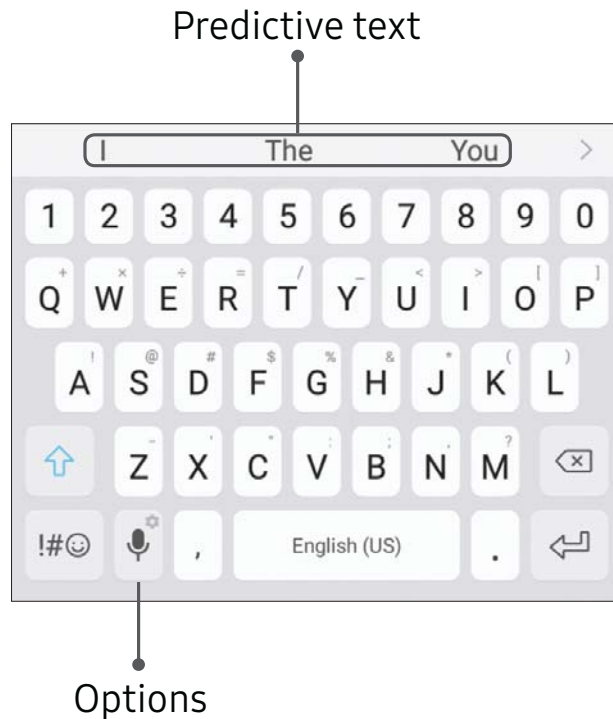 Predictive text
I The You >
1 2 3 4 5 6 7 8 9 0
+ × ÷ = / _ < > [ ]
Q W E R T Y U I O P
! @ # $ % & * ( )
A S D F G H J K L
- ' " : ; , ?
Z X C V B N M
!#☺ , English (US) .
Options